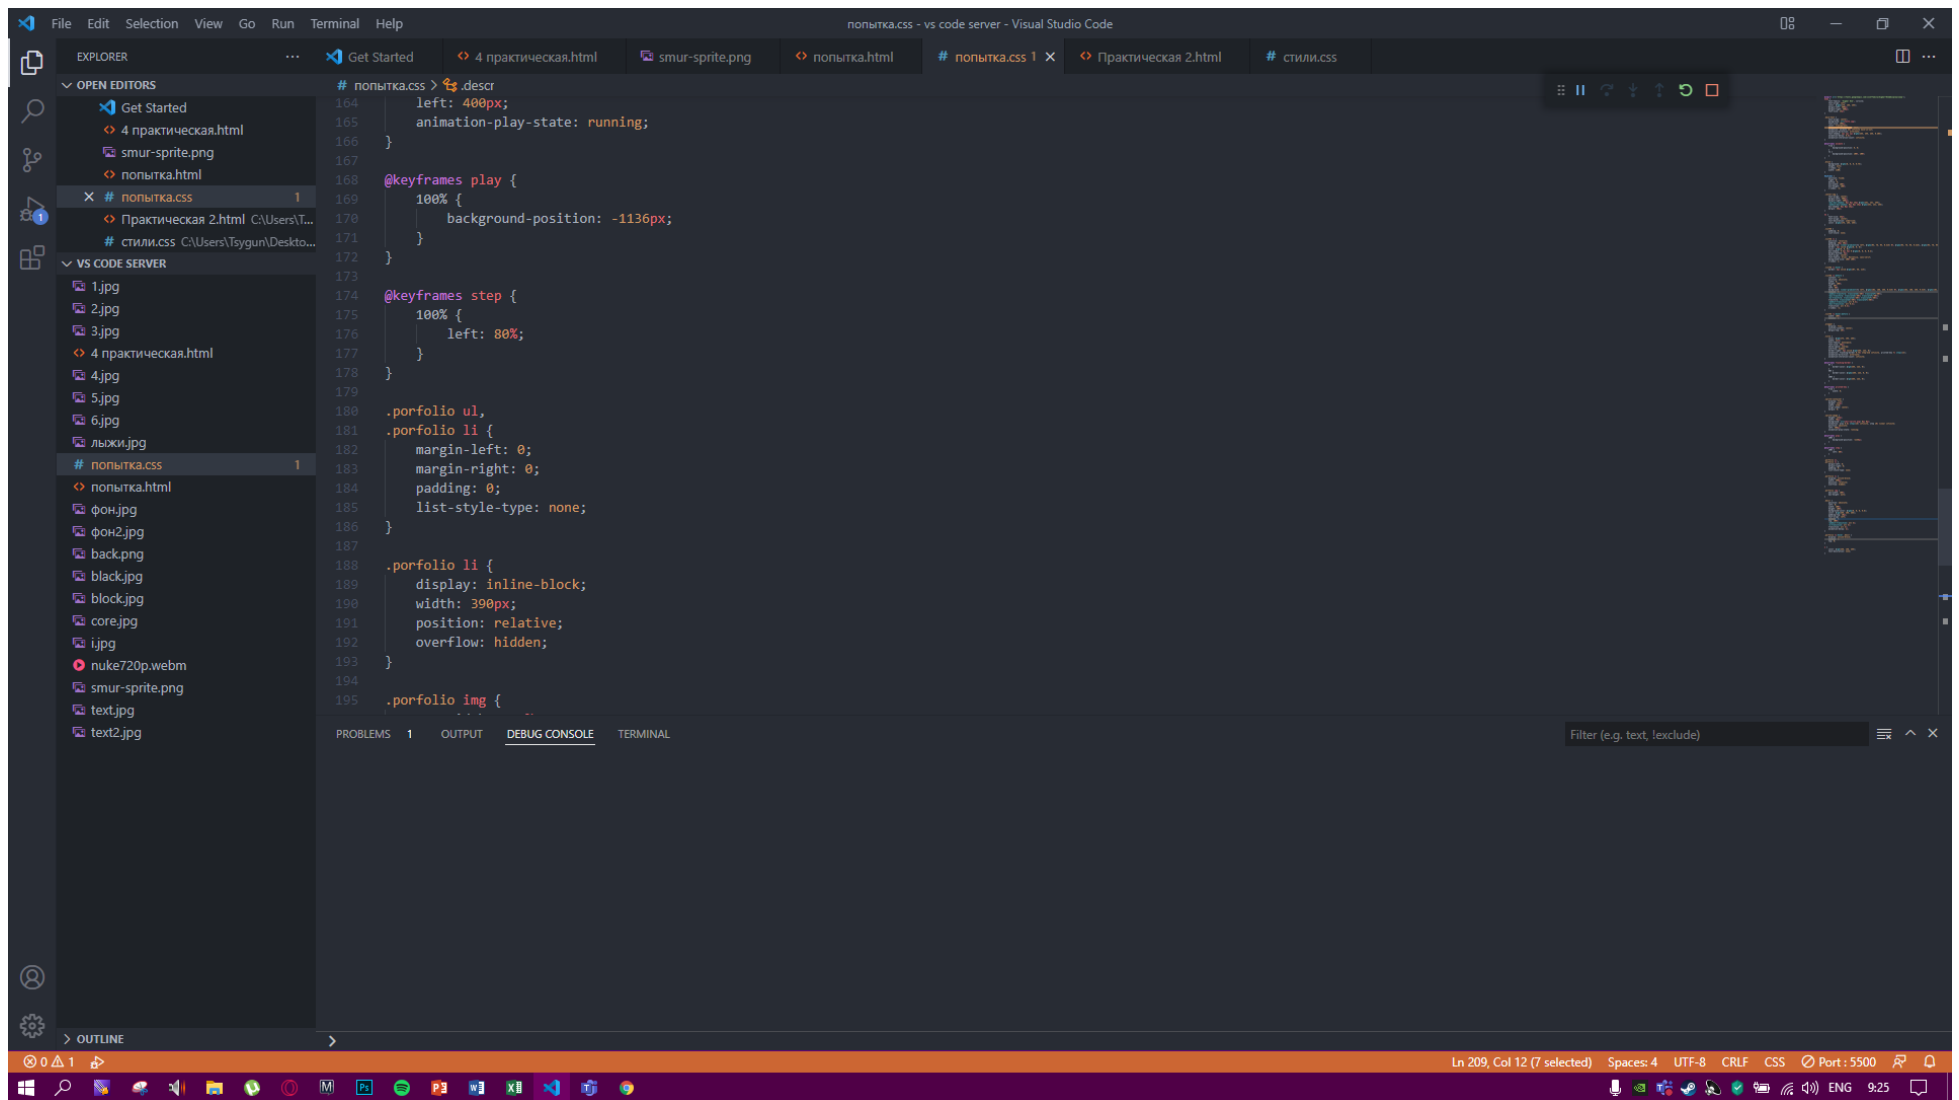 File Edit Selection View Go Run Terminal Help
попытка.css - vs code server - Visual Studio Code
EXPLORER
Get Started
4 практическая.html
smur-sprite.png
попытка.html
попытка.css 1
Практическая 2.html
стили.css
OPEN EDITORS
Get Started
4 практическая.html
smur-sprite.png
попытка.html
попытка.css 1
Практическая 2.html C:\Users\T...
стили.css C:\Users\Tsygun\Deskto...
VS CODE SERVER
1.jpg
2.jpg
3.jpg
4 практическая.html
4.jpg
5.jpg
6.jpg
лыжи.jpg
попытка.css 1
попытка.html
фон.jpg
фон2.jpg
back.png
black.jpg
block.jpg
core.jpg
i.jpg
nuke720p.webm
smur-sprite.png
text.jpg
text2.jpg
OUTLINE
попытка.css > .descr
164 left: 400px;
165 animation-play-state: running;
166 }
167
168 @keyframes play {
169 100% {
170 background-position: -1136px;
171 }
172 }
173
174 @keyframes step {
175 100% {
176 left: 80%;
177 }
178 }
179
180 .porfolio ul,
181 .porfolio li {
182 margin-left: 0;
183 margin-right: 0;
184 padding: 0;
185 list-style-type: none;
186 }
187
188 .porfolio li {
189 display: inline-block;
190 width: 390px;
191 position: relative;
192 overflow: hidden;
193 }
194
195 .porfolio img {
PROBLEMS 1 OUTPUT DEBUG CONSOLE TERMINAL
Filter (e.g. text, !exclude)
0 1
Ln 209, Col 12 (7 selected) Spaces: 4 UTF-8 CRLF CSS Port : 5500
ENG 9:25